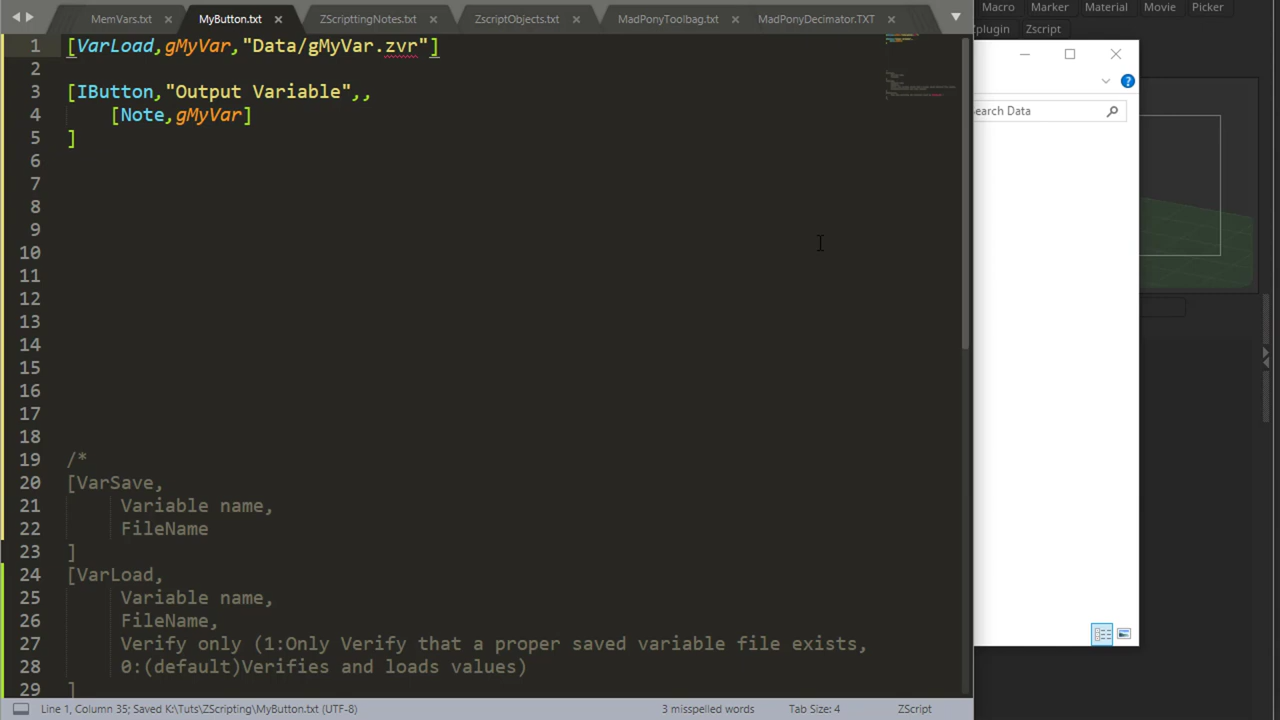 MemVars.txt × MyButton.txt × ZScripttingNotes.txt × ZscriptObjects.txt × MadPonyToolbag.txt × MadPonyDecimator.TXT ×
Macro Marker Material Movie Picker
Zscript
1 [VarLoad,gMyVar,"Data/gMyVar.zvr"]
2
3 [IButton,"Output Variable",,
4 [Note,gMyVar]
5 ]
6
7
8
9
10
11
12
13
14
15
16
17
18
19 /*
20 [VarSave,
21 Variable name,
22 FileName
23 ]
24 [VarLoad,
25 Variable name,
26 FileName,
27 Verify only (1:Only Verify that a proper saved variable file exists,
28 0:(default)Verifies and loads values)
29 ]
Data
Line 1, Column 35; Saved K:\Tuts\ZScripting\MyButton.txt (UTF-8) 3 misspelled words Tab Size: 4 ZScript